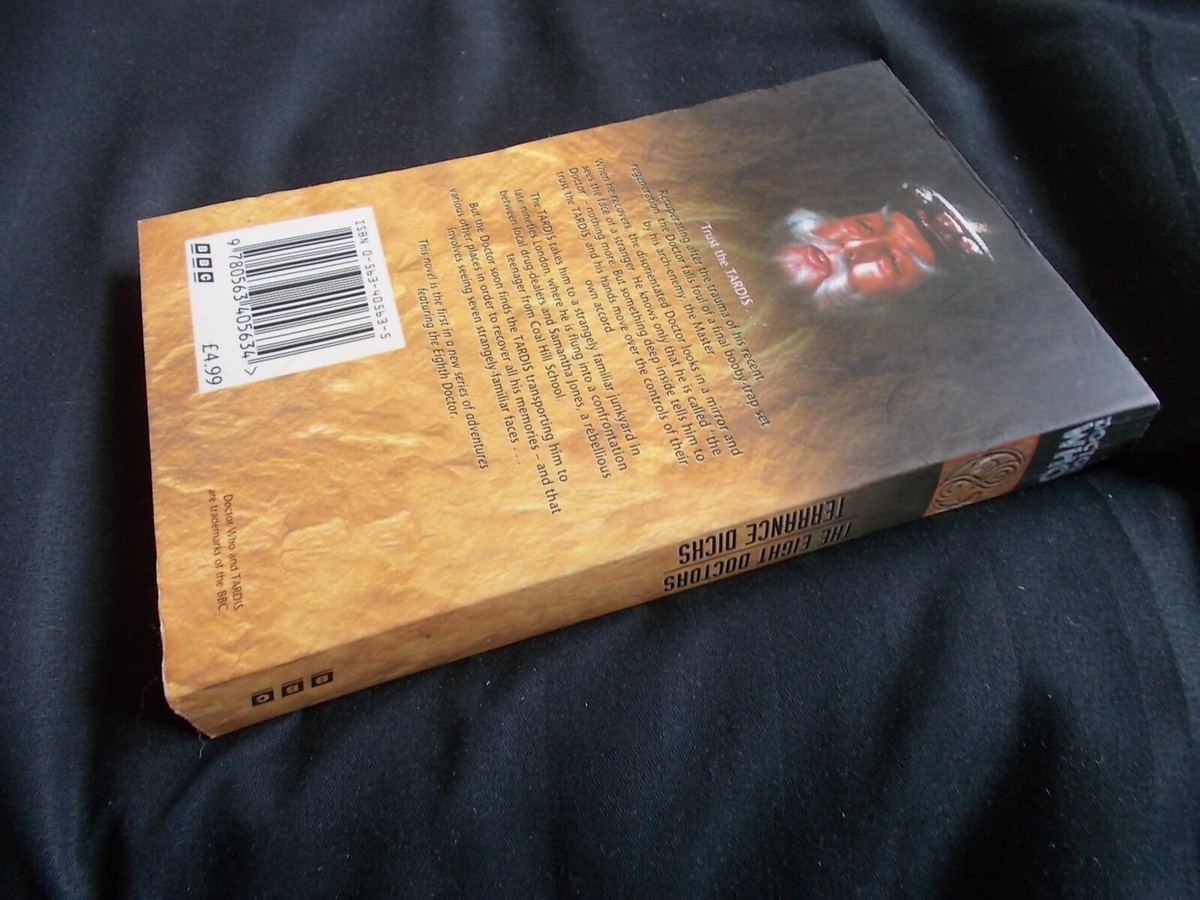 'Trust the TARDIS . . .'
Recuperating after the trauma of his recent
regeneration, the Doctor falls foul of a final booby-trap set
by his arch-enemy, the Master.
When he recovers, the disorientated Doctor looks in a mirror and
sees the face of a stranger. He knows only that he is called 'the
Doctor' – nothing more. But something deep inside tells him to
trust the TARDIS, and his hands move over the controls of their
own accord.
The TARDIS takes him to a strangely familiar junkyard in
late-nineties London, where he is flung into a confrontation
between local drug-dealers and Samantha Jones, a rebellious
teenager from Coal Hill School.
But the Doctor soon finds the TARDIS transporting him to
various other places in order to recover all his memories – and that
involves seeing seven strangely-familiar faces . . .
This novel is the first in a new series of adventures
featuring the Eighth Doctor.
ISBN 0-563-40563-5
9 780563 405634 >
BBC
£4.99
Doctor Who and TARDIS
are trademarks of the BBC
DOCTOR
WHO
THE EIGHT DOCTORS
TERRANCE DICKS
BBC